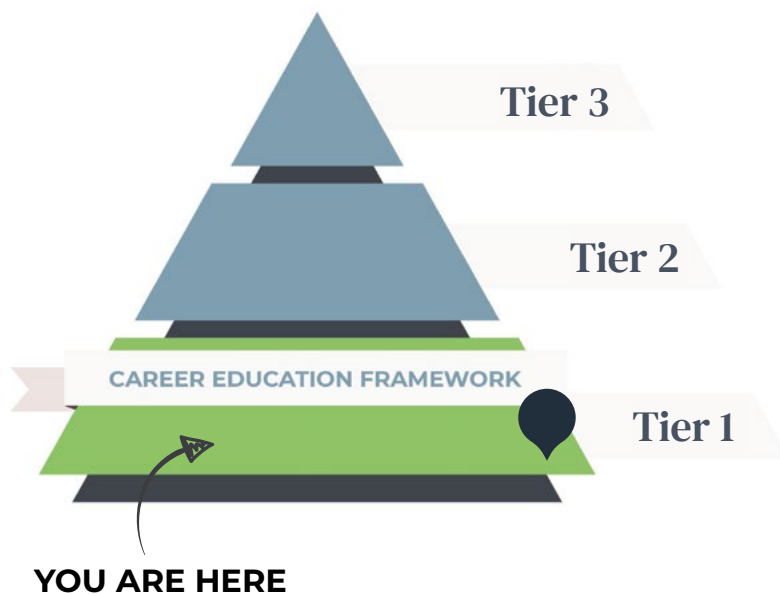 Tier 3
Tier 2
CAREER EDUCATION FRAMEWORK
Tier 1
YOU ARE HERE